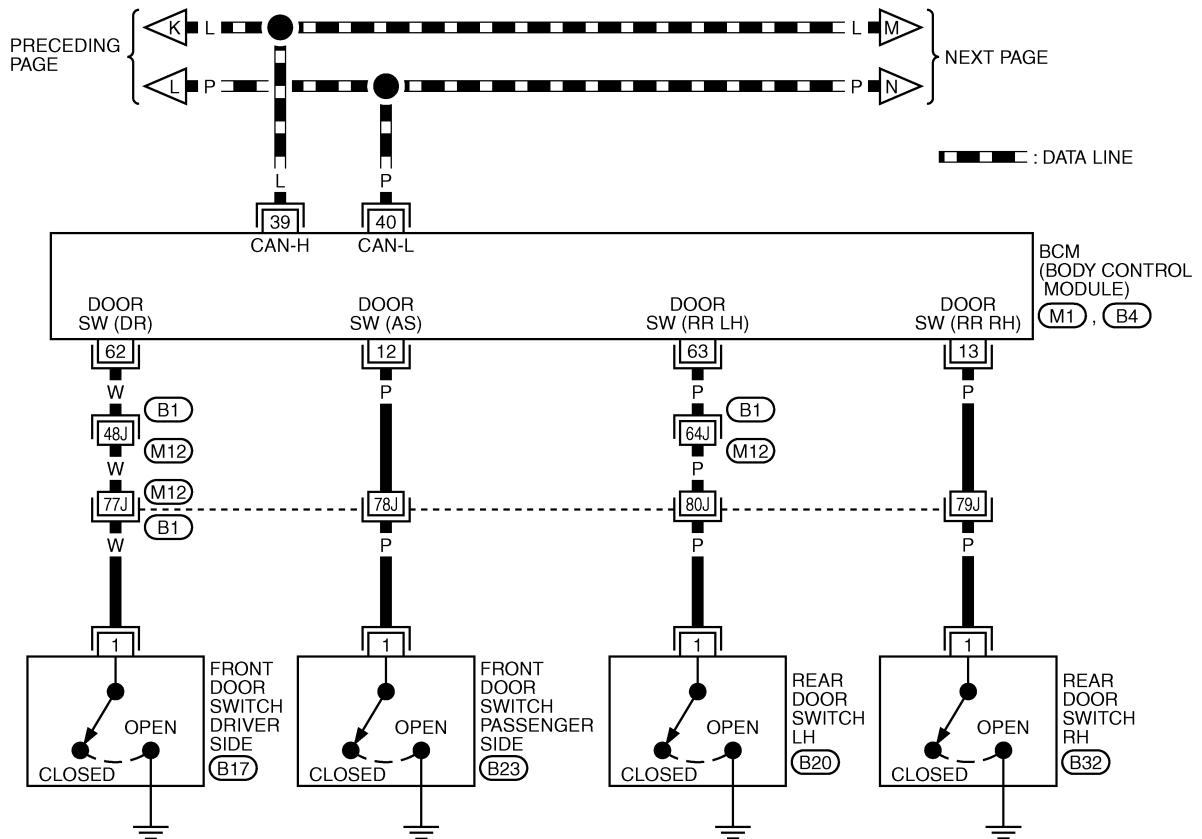 K L L M
PRECEDING
PAGE
NEXT PAGE
L P P N
: DATA LINE
L P
39 40
CAN-H CAN-L
BCM
(BODY CONTROL
MODULE)
M1 , B4
DOOR
SW (DR)
DOOR
SW (AS)
DOOR
SW (RR LH)
DOOR
SW (RR RH)
62 12 63 13
W P P P
B1 B1
48J 64J
M12 M12
W P
M12
77J 78J 80J 79J
B1
W P P P
1 1 1 1
FRONT
DOOR
SWITCH
DRIVER
SIDE
B17
OPEN
CLOSED
FRONT
DOOR
SWITCH
PASSENGER
SIDE
B23
OPEN
CLOSED
REAR
DOOR
SWITCH
LH
B20
OPEN
CLOSED
REAR
DOOR
SWITCH
RH
B32
OPEN
CLOSED